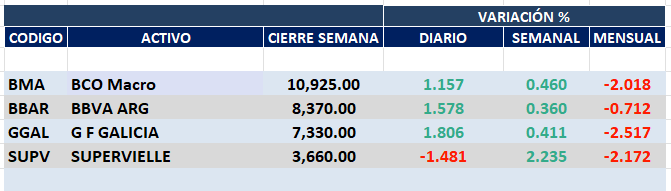 VARIACIÓN %
CODIGO ACTIVO CIERRE SEMANA DIARIO SEMANAL MENSUAL
BMA BCO Macro 10,925.00 1.157 0.460 -2.018
BBAR BBVA ARG 8,370.00 1.578 0.360 -0.712
GGAL G F GALICIA 7,330.00 1.806 0.411 -2.517
SUPV SUPERVIELLE 3,660.00 -1.481 2.235 -2.172